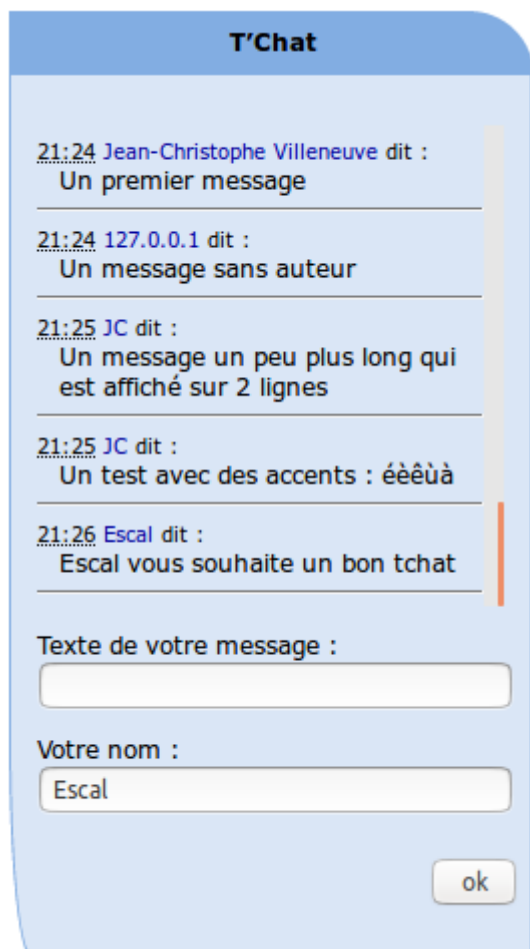 T'Chat
21:24 Jean-Christophe Villeneuve dit :
Un premier message
21:24 127.0.0.1 dit :
Un message sans auteur
21:25 JC dit :
Un message un peu plus long qui
est affiché sur 2 lignes
21:25 JC dit :
Un test avec des accents : éèêùà
21:26 Escal dit :
Escal vous souhaite un bon tchat
Texte de votre message :
Votre nom :
Escal
ok